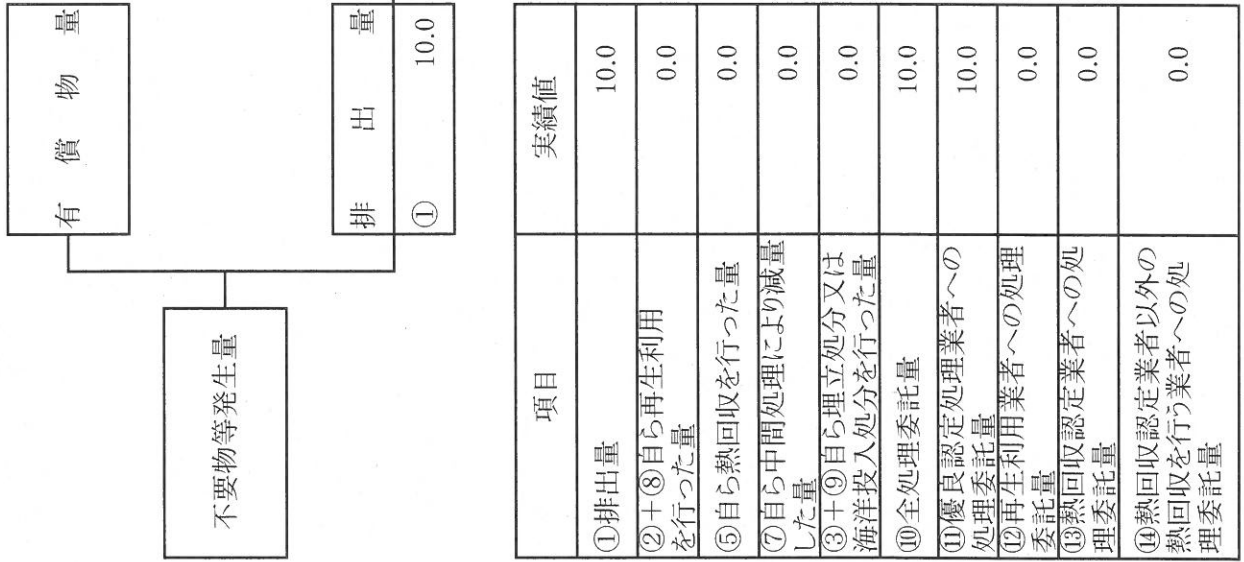 有償物量
不要物等発生量
排出量
① 10.0
項目 実績値
①排出量 10.0
②+⑧自ら再生利用
を行った量 0.0
⑤自ら熱回収を行った量 0.0
⑦自ら中間処理により減量
した量 0.0
③+⑨自ら埋立処分又は
海洋投入処分を行った量 0.0
⑩全処理委託量 10.0
⑪優良認定処理業者への
処理委託量 10.0
⑫再生利用業者への処理
委託量 0.0
⑬熱回収認定業者への処
理委託量 0.0
⑭熱回収認定業者以外の
熱回収を行う業者への処
理委託量 0.0